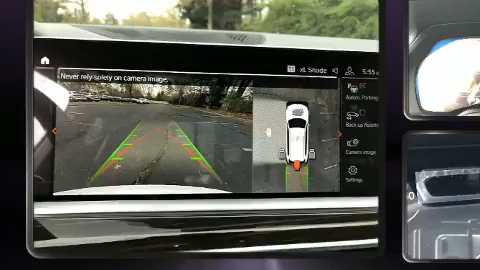 xL Shade
5:55
Never rely solely on camera image.
Autom. Parking
Back-up Assist
Camera image
Settings